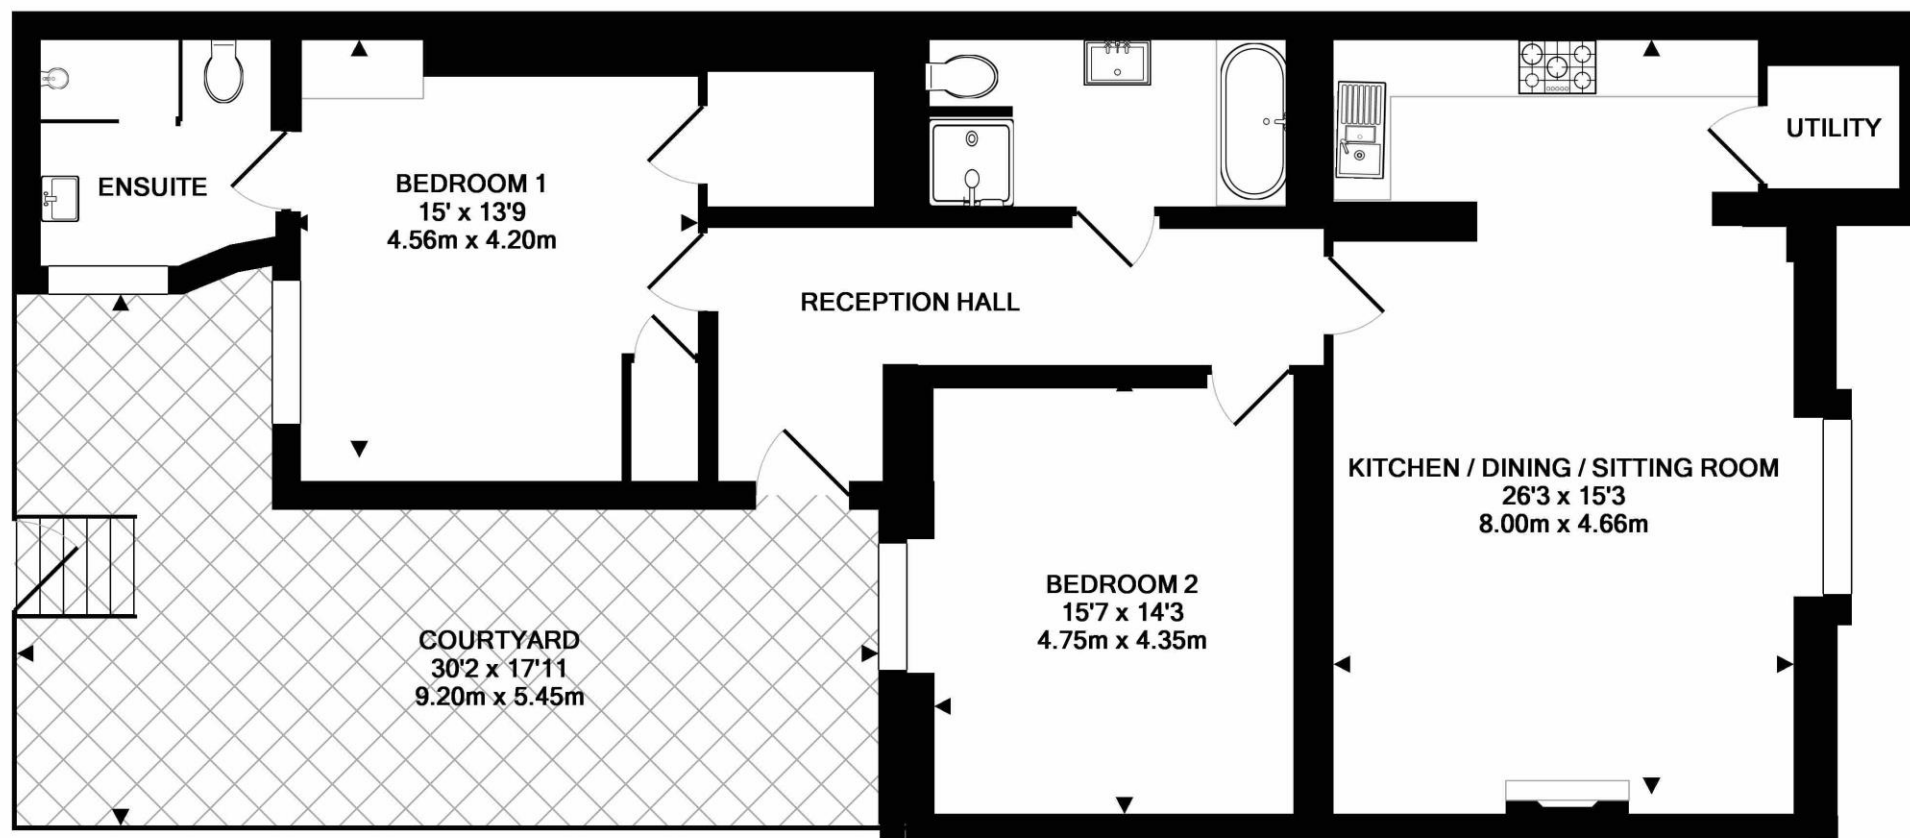 ENSUITE
BEDROOM 1
15' x 13'9
4.56m x 4.20m
UTILITY
RECEPTION HALL
KITCHEN / DINING / SITTING ROOM
26'3 x 15'3
8.00m x 4.66m
BEDROOM 2
15'7 x 14'3
4.75m x 4.35m
COURTYARD
30'2 x 17'11
9.20m x 5.45m